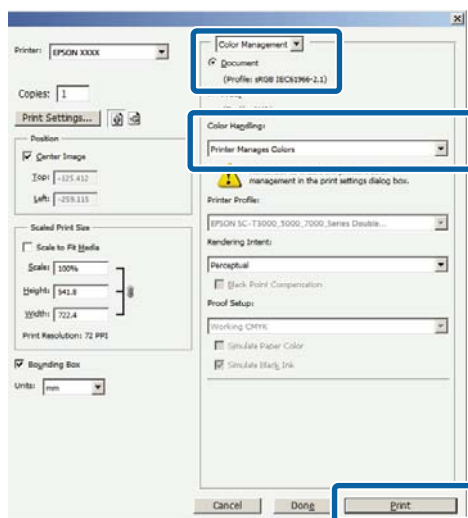 Printer: EPSON XXXX
Copies: 1
Print Settings...
Position
Center Image
Top: -125.412
Left: -259.115
Scaled Print Size
Scale to Fit Media
Scale: 100%
Height: 541.8
Width: 722.4
Print Resolution: 72 PPI
Bounding Box
Units: mm
Color Management
Document
(Profile: sRGB IEC61966-2.1)
Color Handling:
Printer Manages Colors
management in the print settings dialog box.
Printer Profile:
EPSON SC-T3000_5000_7000_Series Double...
Rendering Intent:
Perceptual
Black Point Compensation
Proof Setup:
Working CMYK
Simulate Paper Color
Simulate Black Ink
Cancel
Done
Print